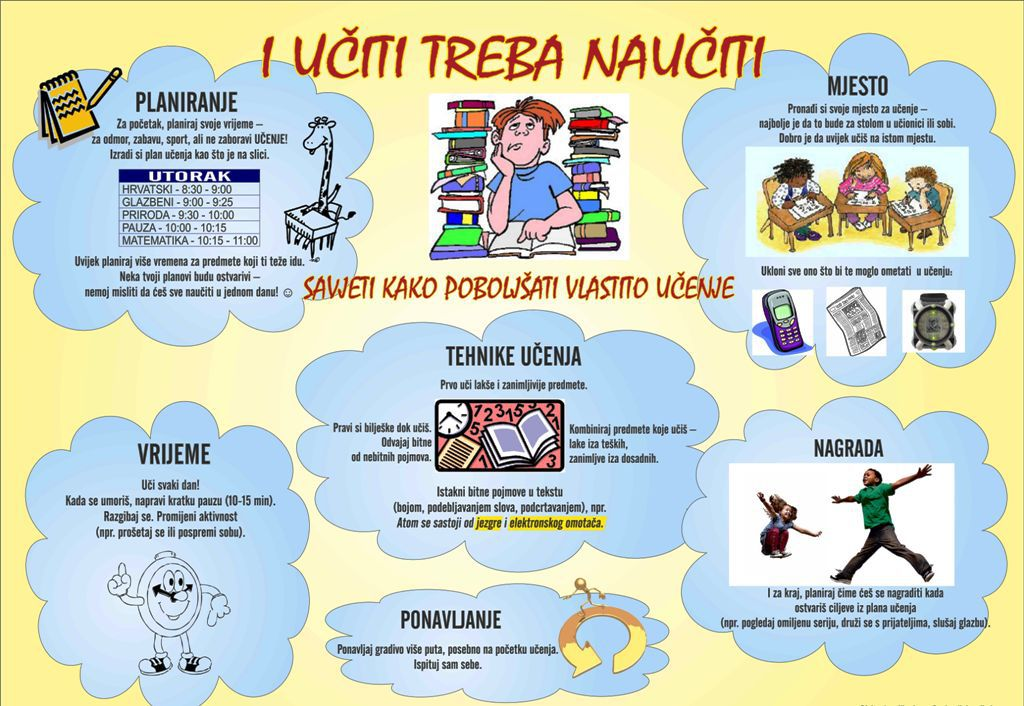 I UČITI TREBA NAUČITI
PLANIRANJE
Za početak, planiraj svoje vrijeme –
za odmor, zabavu, sport, ali ne zaboravi UČENJE!
Izradi si plan učenja kao što je na slici.
UTORAK
HRVATSKI - 8:30 - 9:00
GLAZBENI - 9:00 - 9:25
PRIRODA - 9:30 - 10:00
PAUZA - 10:00 - 10:15
MATEMATIKA - 10:15 - 11:00
Uvijek planiraj više vremena za predmete koji ti teže idu.
Neka tvoji planovi budu ostvarivi –
nemoj misliti da ćeš sve naučiti u jednom danu! ☺
MJESTO
Pronađi si svoje mjesto za učenje –
najbolje je da to bude za stolom u učionici ili sobi.
Dobro je da uvijek učiš na istom mjestu.
Ukloni sve ono što bi te moglo ometati u učenju:
SAVJETI KAKO POBOLJŠATI VLASTITO UČENJE
TEHNIKE UČENJA
Prvo uči lakše i zanimljivije predmete.
Pravi si bilješke dok učiš.
Odvajaj bitne
od nebitnih pojmova.
Kombiniraj predmete koje učiš –
lake iza teških,
zanimljve iza dosadnih.
Istakni bitne pojmove u tekstu
(bojom, podebljavanjem slova, podcrtavanjem), npr.
Atom se sastoji od jezgre i elektronskog omotača.
VRIJEME
Uči svaki dan!
Kada se umoriš, napravi kratku pauzu (10-15 min).
Razgibaj se. Promijeni aktivnost
(npr. prošetaj se ili pospremi sobu).
NAGRADA
I za kraj, planiraj čime ćeš se nagraditi kada
ostvariš ciljeve iz plana učenja
(npr. pogledaj omiljenu seriju, druži se s prijateljima, slušaj glazbu).
PONAVLJANJE
Ponavljaj gradivo više puta, posebno na početku učenja.
Ispituj sam sebe.